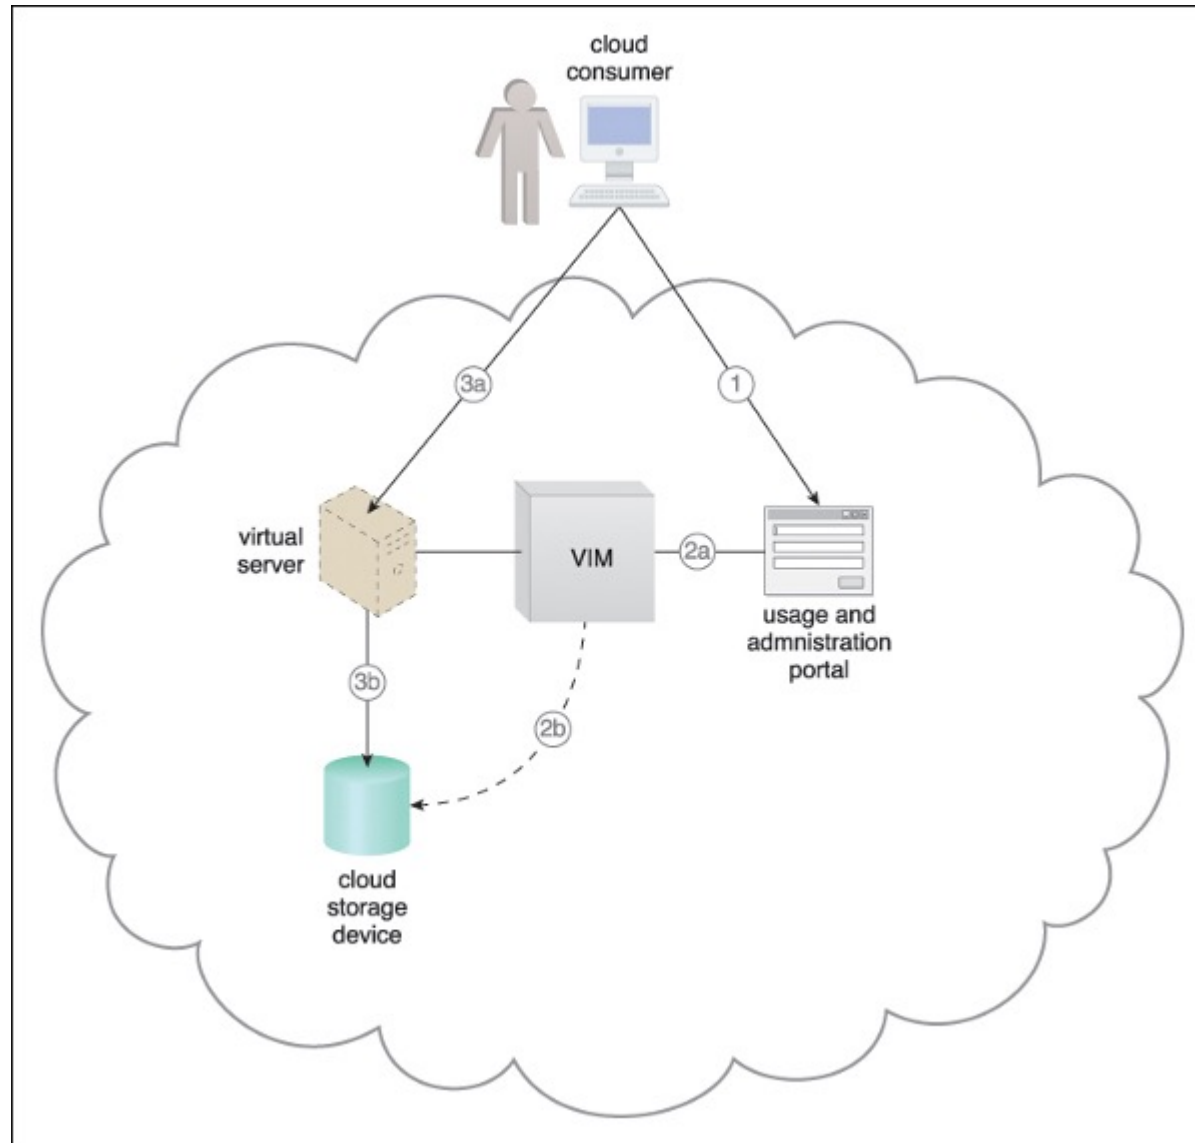 cloud
consumer
3a
1
virtual
server
VIM
2a
usage and
admnistration
portal
3b
2b
cloud
storage
device